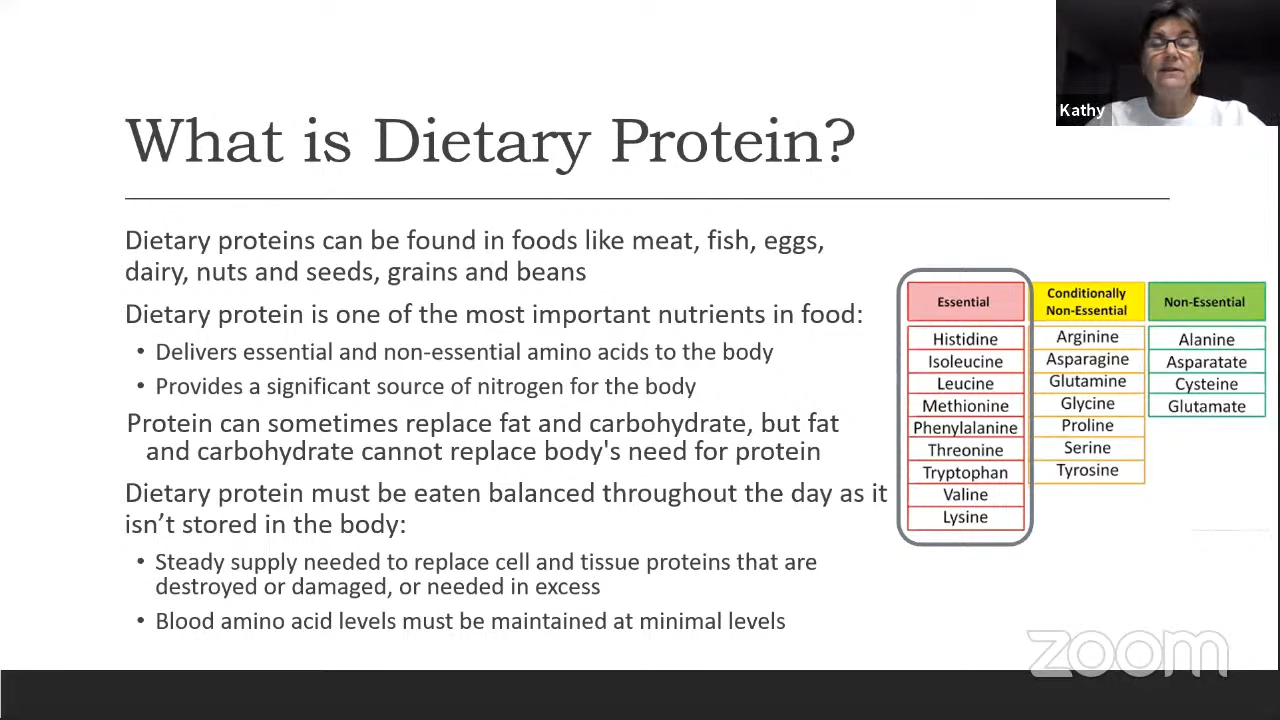 Kathy
What is Dietary Protein?
Dietary proteins can be found in foods like meat, fish, eggs,
dairy, nuts and seeds, grains and beans
Dietary protein is one of the most important nutrients in food:
• Delivers essential and non-essential amino acids to the body
• Provides a significant source of nitrogen for the body
Protein can sometimes replace fat and carbohydrate, but fat
and carbohydrate cannot replace body's need for protein
Dietary protein must be eaten balanced throughout the day as it
isn't stored in the body:
• Steady supply needed to replace cell and tissue proteins that are
destroyed or damaged, or needed in excess
• Blood amino acid levels must be maintained at minimal levels
Essential
Histidine
Isoleucine
Leucine
Methionine
Phenylalanine
Threonine
Tryptophan
Valine
Lysine
Conditionally
Non-Essential
Arginine
Asparagine
Glutamine
Glycine
Proline
Serine
Tyrosine
Non-Essential
Alanine
Asparatate
Cysteine
Glutamate
zoom